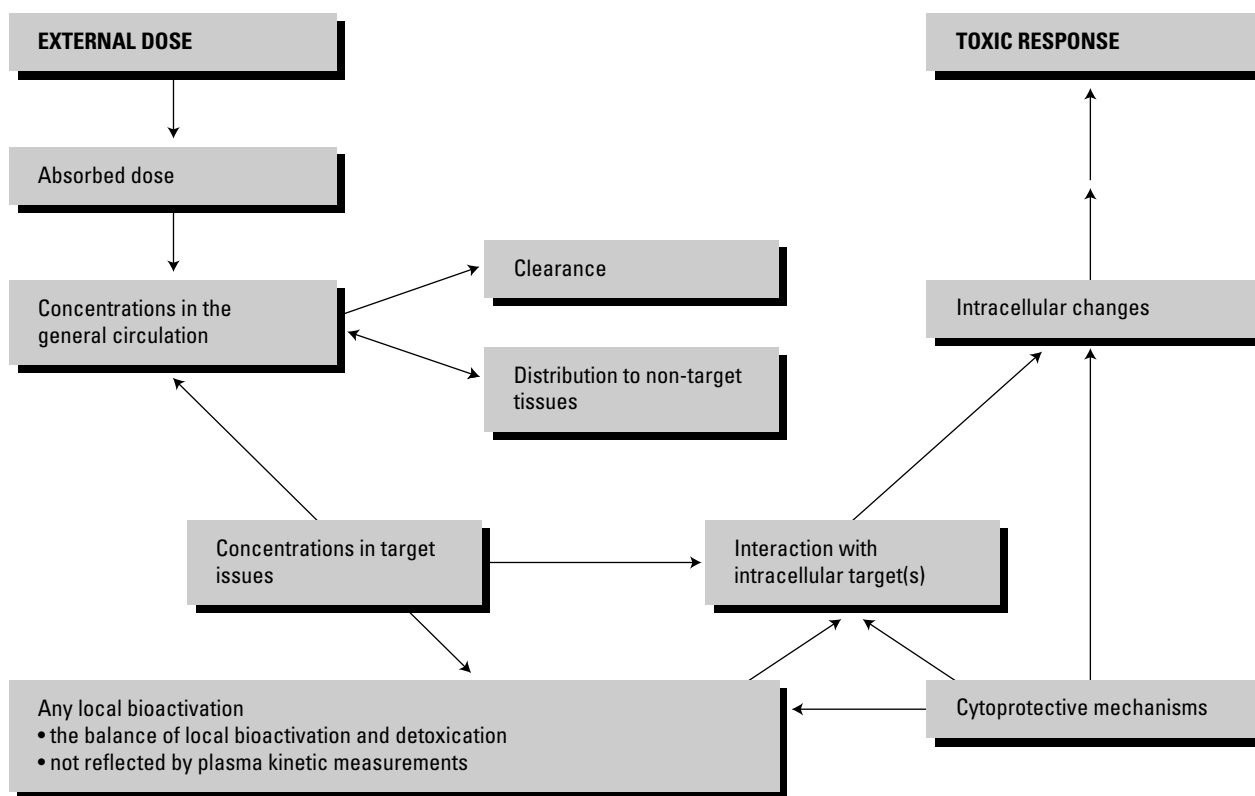 EXTERNAL DOSE
TOXIC RESPONSE
Absorbed dose
Concentrations in the
general circulation
Clearance
Distribution to non-target
tissues
Intracellular changes
Concentrations in target
issues
Interaction with
intracellular target(s)
Any local bioactivation
• the balance of local bioactivation and detoxication
• not reflected by plasma kinetic measurements
Cytoprotective mechanisms